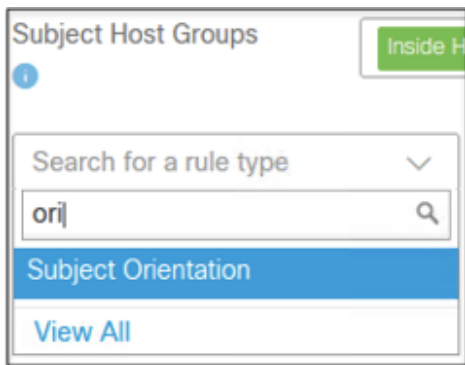 Subject Host Groups
Inside H
Search for a rule type
ori
Subject Orientation
View All